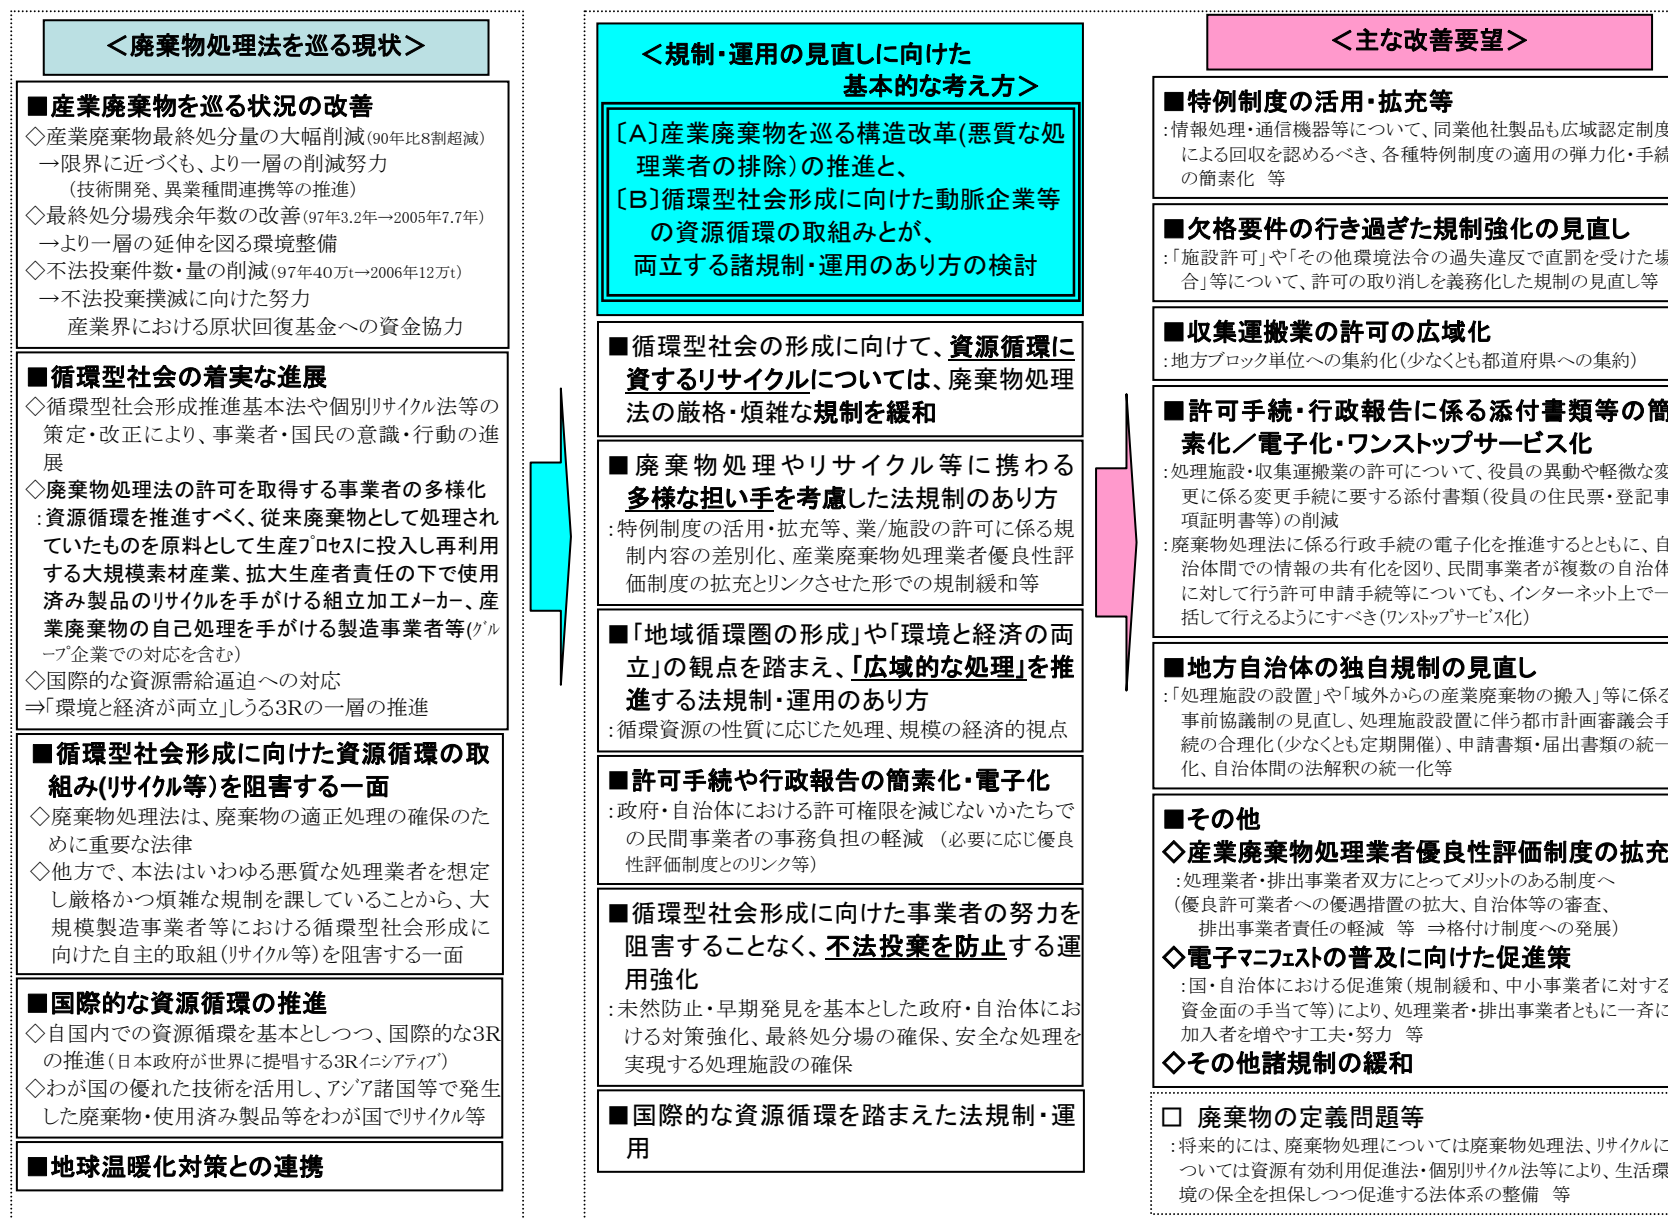 ＜廃棄物処理法を巡る現状＞
■産業廃棄物を巡る状況の改善
◇産業廃棄物最終処分量の大幅削減(90年比8割超減)
→限界に近づくも、より一層の削減努力
（技術開発、異業種間連携等の推進）
◇最終処分場残余年数の改善(97年3.2年→2005年7.7年)
→より一層の延伸を図る環境整備
◇不法投棄件数・量の削減(97年40万t→2006年12万t)
→不法投棄撲滅に向けた努力
産業界における原状回復基金への資金協力
■循環型社会の着実な進展
◇循環型社会形成推進基本法や個別ﾘｻｲｸﾙ法等の
策定・改正により、事業者・国民の意識・行動の進
展
◇廃棄物処理法の許可を取得する事業者の多様化
：資源循環を推進すべく、従来廃棄物として処理され
ていたものを原料として生産ﾌﾟﾛｾｽに投入し再利用
する大規模素材産業、拡大生産者責任の下で使用
済み製品のﾘｻｲｸﾙを手がける組立加工ﾒｰｶｰ、産
業廃棄物の自己処理を手がける製造事業者等(ｸﾞﾙ
ｰﾌﾟ企業での対応を含む)
◇国際的な資源需給逼迫への対応
⇒「環境と経済が両立」しうる3Rの一層の推進
■循環型社会形成に向けた資源循環の取
組み(ﾘｻｲｸﾙ等)を阻害する一面
◇廃棄物処理法は、廃棄物の適正処理の確保のた
めに重要な法律
◇他方で、本法はいわゆる悪質な処理業者を想定
し厳格かつ煩雑な規制を課していることから、大
規模製造事業者等における循環型社会形成に
向けた自主的取組(ﾘｻｲｸﾙ等)を阻害する一面
■国際的な資源循環の推進
◇自国内での資源循環を基本としつつ、国際的な3R
の推進(日本政府が世界に提唱する3Rｲﾆｼｱﾃｨﾌﾞ)
◇わが国の優れた技術を活用し、ｱｼﾞｱ諸国等で発生
した廃棄物・使用済み製品等をわが国でﾘｻｲｸﾙ等
■地球温暖化対策との連携
＜規制・運用の見直しに向けた
基本的な考え方＞
〔A〕産業廃棄物を巡る構造改革(悪質な処
理業者の排除)の推進と、
〔B〕循環型社会形成に向けた動脈企業等
の資源循環の取組みとが、
両立する諸規制・運用のあり方の検討
■循環型社会の形成に向けて、資源循環に
資するリサイクルについては、廃棄物処理
法の厳格・煩雑な規制を緩和
■廃棄物処理やリサイクル等に携わる
多様な担い手を考慮した法規制のあり方
：特例制度の活用・拡充等、業/施設の許可に係る規
制内容の差別化、産業廃棄物処理業者優良性評
価制度の拡充とリンクさせた形での規制緩和等
■「地域循環圏の形成」や「環境と経済の両
立」の観点を踏まえ、「広域的な処理」を推
進する法規制・運用のあり方
：循環資源の性質に応じた処理、規模の経済的視点
■許可手続や行政報告の簡素化・電子化
：政府・自治体における許可権限を減じないかたちで
の民間事業者の事務負担の軽減 （必要に応じ優良
性評価制度とのリンク等）
■循環型社会形成に向けた事業者の努力を
阻害することなく、不法投棄を防止する運
用強化
：未然防止・早期発見を基本とした政府・自治体にお
ける対策強化、最終処分場の確保、安全な処理を
実現する処理施設の確保
■国際的な資源循環を踏まえた法規制・運
用
＜主な改善要望＞
■特例制度の活用・拡充等
：情報処理・通信機器等について、同業他社製品も広域認定制度
による回収を認めるべき、各種特例制度の適用の弾力化・手続
の簡素化 等
■欠格要件の行き過ぎた規制強化の見直し
：「施設許可」や「その他環境法令の過失違反で直罰を受けた場
合」等について、許可の取り消しを義務化した規制の見直し等
■収集運搬業の許可の広域化
：地方ブロック単位への集約化（少なくとも都道府県への集約）
■許可手続・行政報告に係る添付書類等の簡
素化／電子化・ワンストップサービス化
：処理施設・収集運搬業の許可について、役員の異動や軽微な変
更に係る変更手続に要する添付書類（役員の住民票・登記事
項証明書等）の削減
：廃棄物処理法に係る行政手続の電子化を推進するとともに、自
治体間での情報の共有化を図り、民間事業者が複数の自治体
に対して行う許可申請手続等についても、インターネット上で一
括して行えるようにすべき（ﾜﾝｽﾄｯﾌﾟｻｰﾋﾞｽ化）
■地方自治体の独自規制の見直し
：「処理施設の設置」や「域外からの産業廃棄物の搬入」等に係る
事前協議制の見直し、処理施設設置に伴う都市計画審議会手
続の合理化（少なくとも定期開催）、申請書類・届出書類の統一
化、自治体間の法解釈の統一化等
■その他
◇産業廃棄物処理業者優良性評価制度の拡充
：処理業者・排出事業者双方にとってメリットのある制度へ
（優良許可業者への優遇措置の拡大、自治体等の審査、
排出事業者責任の軽減 等 ⇒格付け制度への発展）
◇電子ﾏﾆﾌｪｽﾄの普及に向けた促進策
：国・自治体における促進策（規制緩和、中小事業者に対する
資金面の手当て等）により、処理業者・排出事業者ともに一斉に
加入者を増やす工夫・努力 等
◇その他諸規制の緩和
□ 廃棄物の定義問題等
：将来的には、廃棄物処理については廃棄物処理法、ﾘｻｲｸﾙに
ついては資源有効利用促進法・個別ﾘｻｲｸﾙ法等により、生活環
境の保全を担保しつつ促進する法体系の整備 等